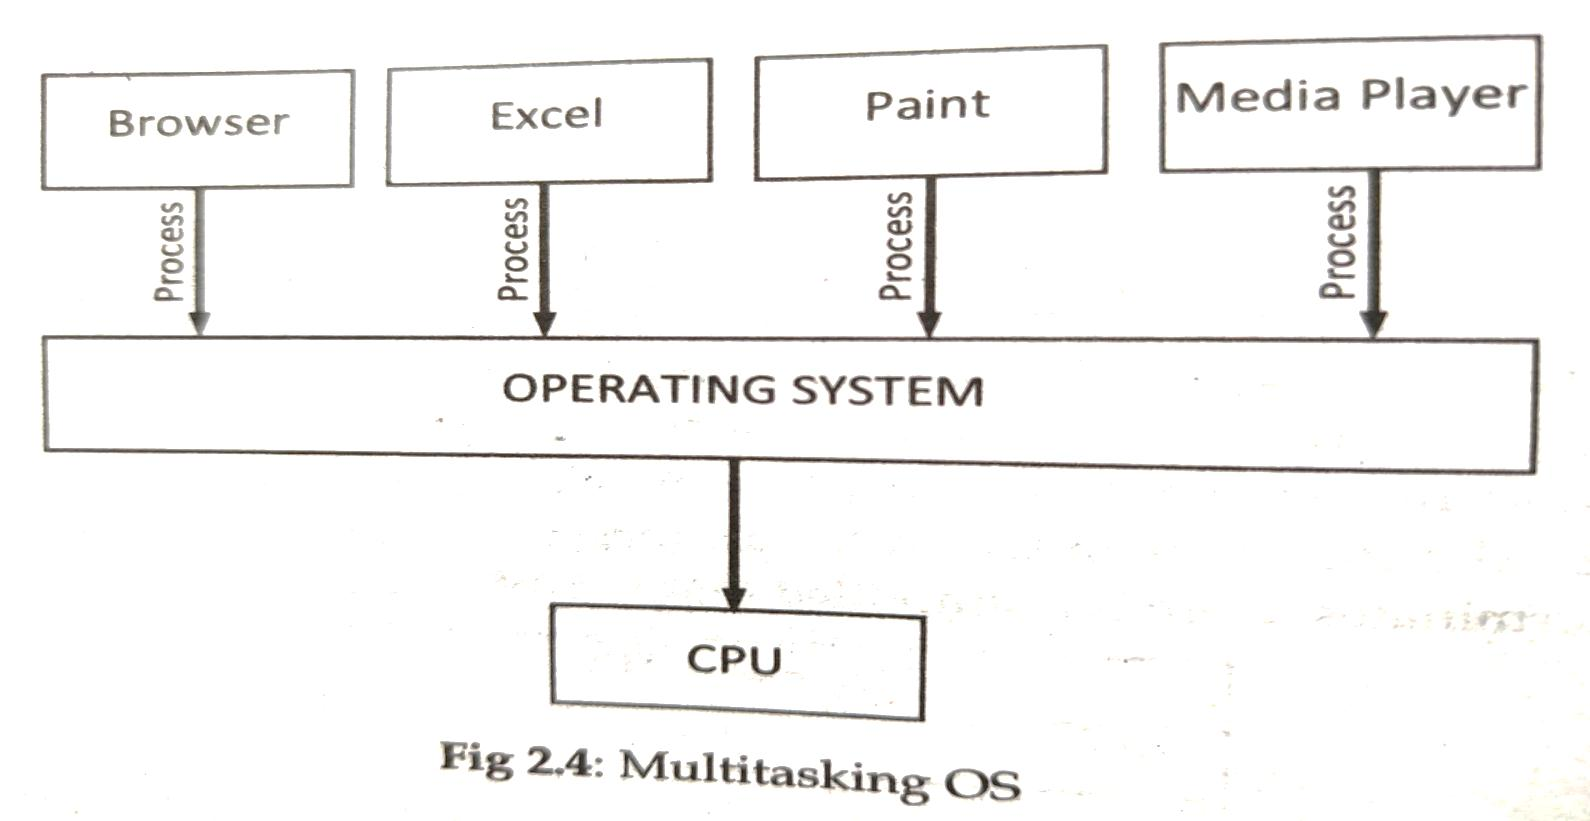 Browser
Excel
Paint
Media Player
Process
Process
Process
Process
OPERATING SYSTEM
CPU
Fig 2.4: Multitasking OS